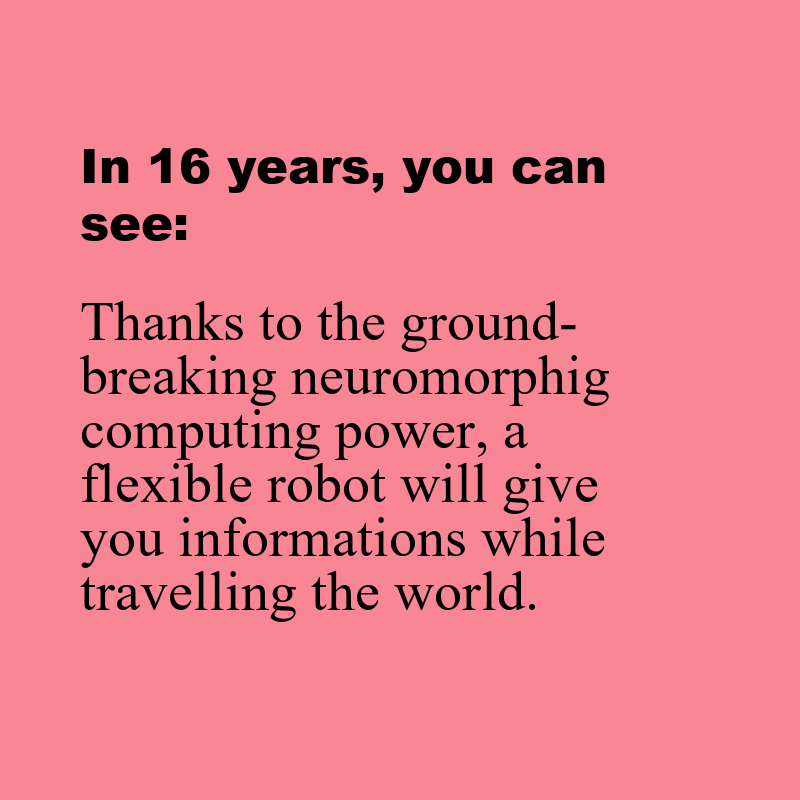 In 16 years, you can
see:
Thanks to the ground-
breaking neuromorphig
computing power, a
flexible robot will give
you informations while
travelling the world.